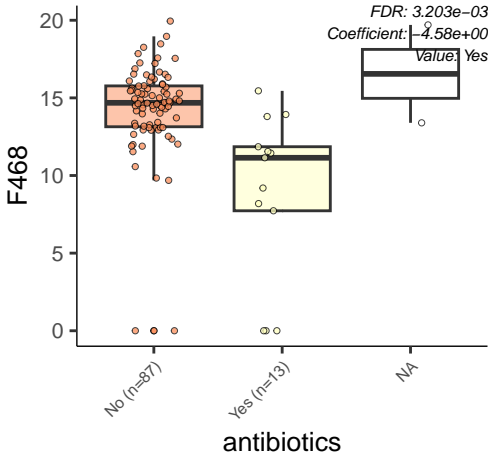 FDR: 3.203e−03
Coefficient: −4.58e+00
Value: Yes
20
15
10
5
0
F468
No (n=87)
Yes (n=13)
NA
antibiotics